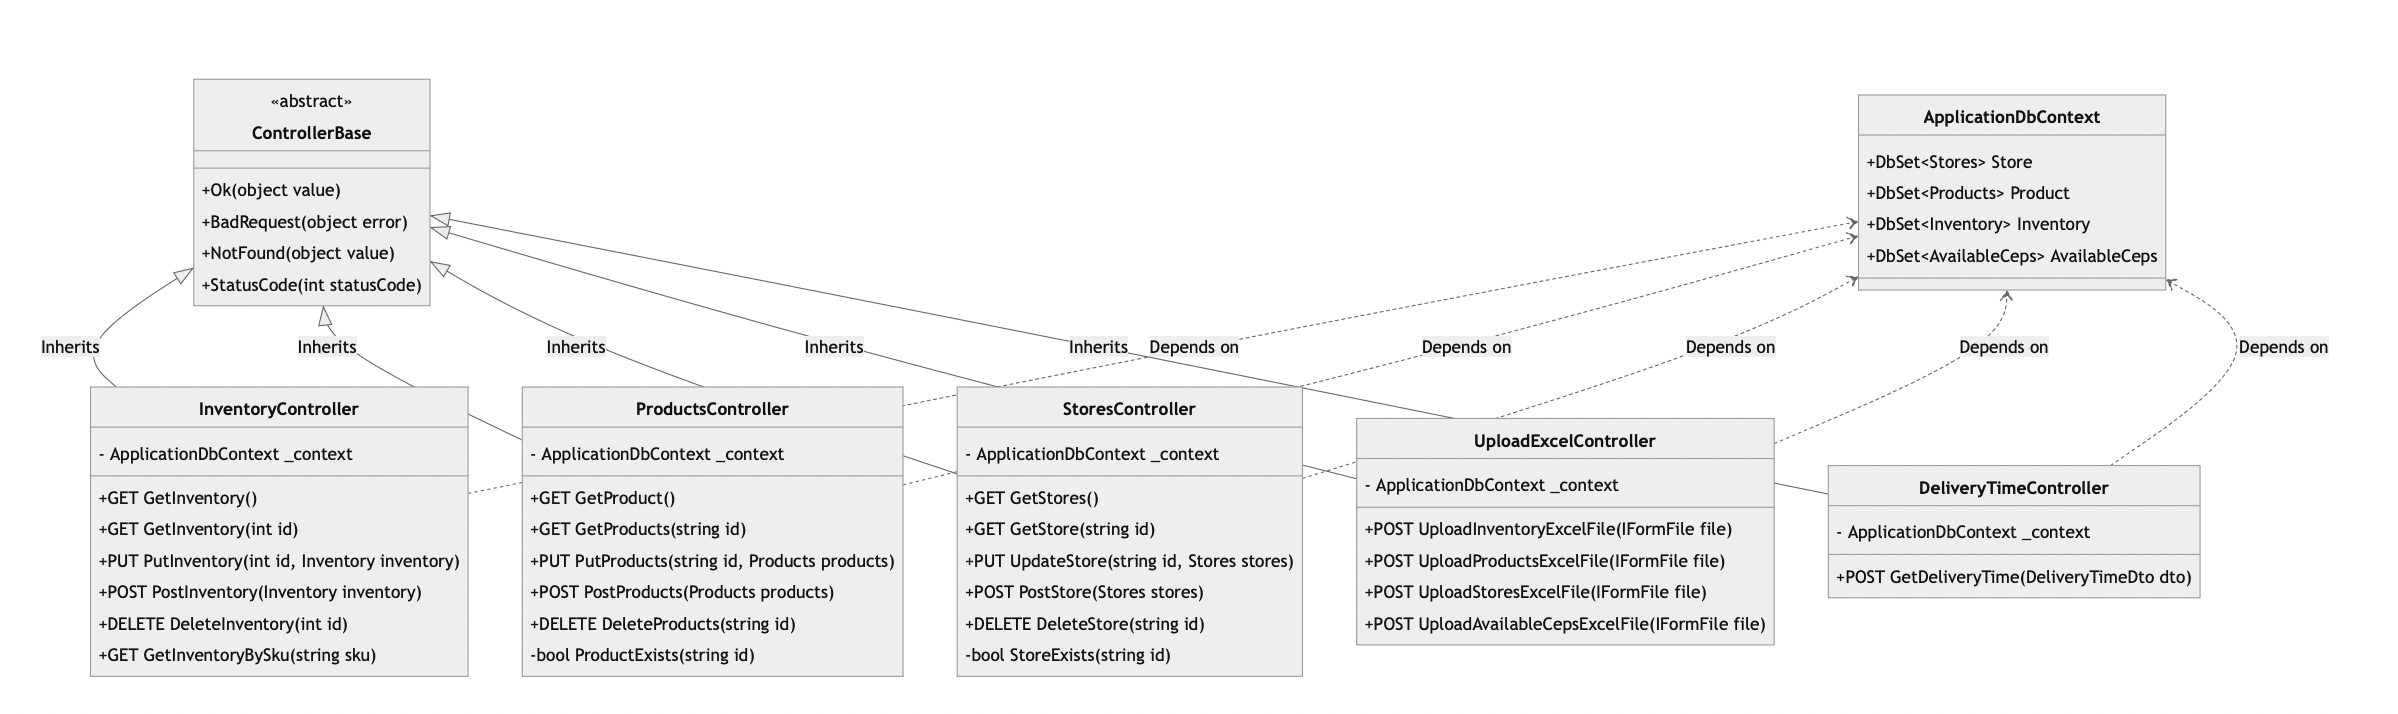 «abstract»
ControllerBase
+Ok(object value)
+BadRequest(object error)
+NotFound(object value)
+StatusCode(int statusCode)
ApplicationDbContext
+DbSet<Stores> Store
+DbSet<Products> Product
+DbSet<Inventory> Inventory
+DbSet<AvailableCeps> AvailableCeps
Inherits
Inherits
Inherits
Inherits
Inherits
Depends on
Depends on
Depends on
Depends on
Depends on
InventoryController
- ApplicationDbContext _context
+GET GetInventory()
+GET GetInventory(int id)
+PUT PutInventory(int id, Inventory inventory)
+POST PostInventory(Inventory inventory)
+DELETE DeleteInventory(int id)
+GET GetInventoryBySku(string sku)
ProductsController
- ApplicationDbContext _context
+GET GetProduct()
+GET GetProducts(string id)
+PUT PutProducts(string id, Products products)
+POST PostProducts(Products products)
+DELETE DeleteProducts(string id)
-bool ProductExists(string id)
StoresController
- ApplicationDbContext _context
+GET GetStores()
+GET GetStore(string id)
+PUT UpdateStore(string id, Stores stores)
+POST PostStore(Stores stores)
+DELETE DeleteStore(string id)
-bool StoreExists(string id)
UploadExcelController
- ApplicationDbContext _context
+POST UploadInventoryExcelFile(IFormFile file)
+POST UploadProductsExcelFile(IFormFile file)
+POST UploadStoresExcelFile(IFormFile file)
+POST UploadAvailableCepsExcelFile(IFormFile file)
DeliveryTimeController
- ApplicationDbContext _context
+POST GetDeliveryTime(DeliveryTimeDto dto)